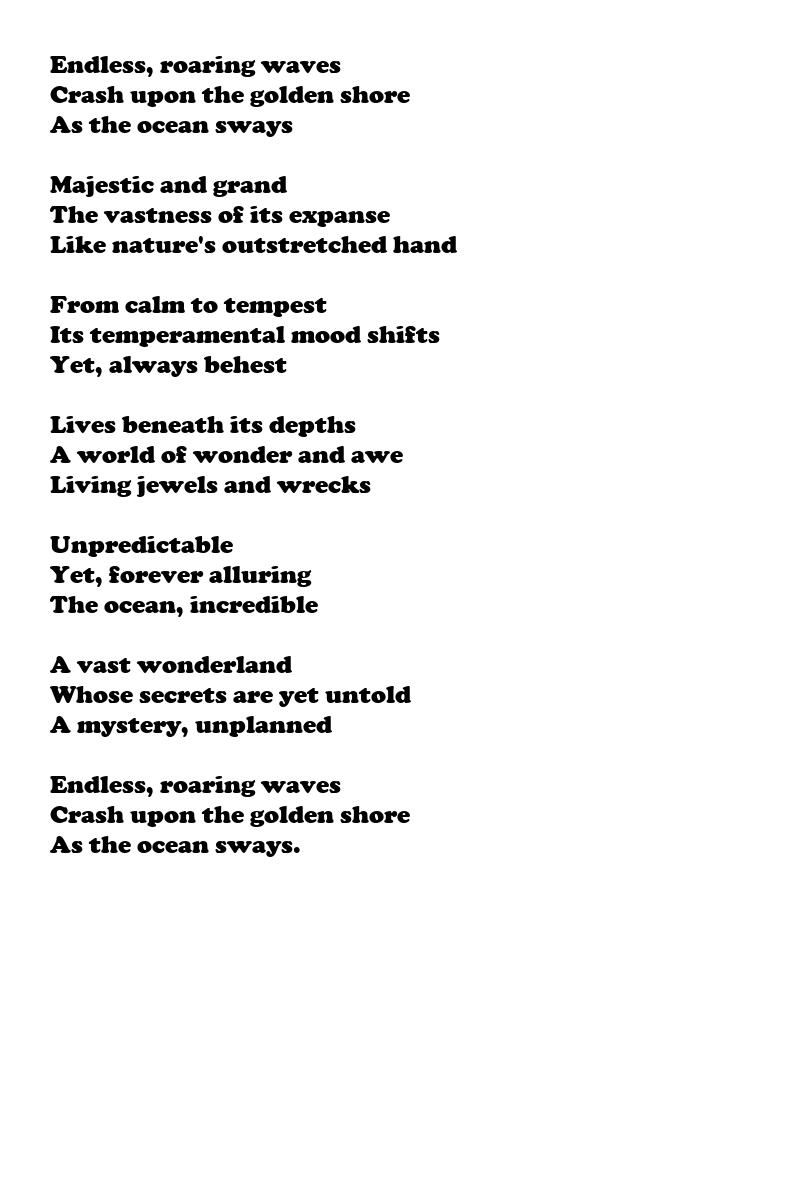 Endless, roaring waves
Crash upon the golden shore
As the ocean sways

Majestic and grand
The vastness of its expanse
Like nature's outstretched hand

From calm to tempest
Its temperamental mood shifts
Yet, always behest

Lives beneath its depths
A world of wonder and awe
Living jewels and wrecks

Unpredictable
Yet, forever alluring
The ocean, incredible

A vast wonderland
Whose secrets are yet untold
A mystery, unplanned

Endless, roaring waves
Crash upon the golden shore
As the ocean sways.